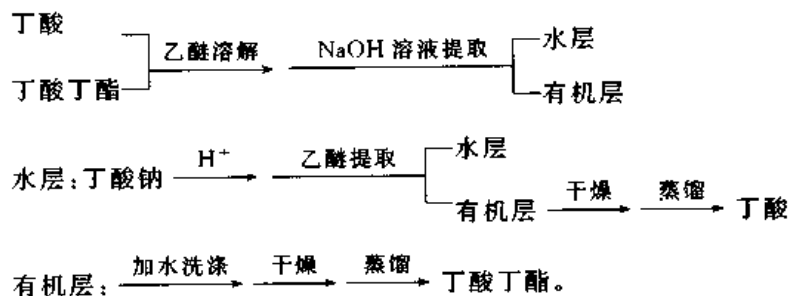 丁酸
乙醚溶解 NaOH 溶液提取 水层
丁酸丁酯 有机层
H⁺ 乙醚提取 水层
水层:丁酸钠
有机层 干燥 蒸馏 丁酸
有机层: 加水洗涤 干燥 蒸馏 丁酸丁酯。